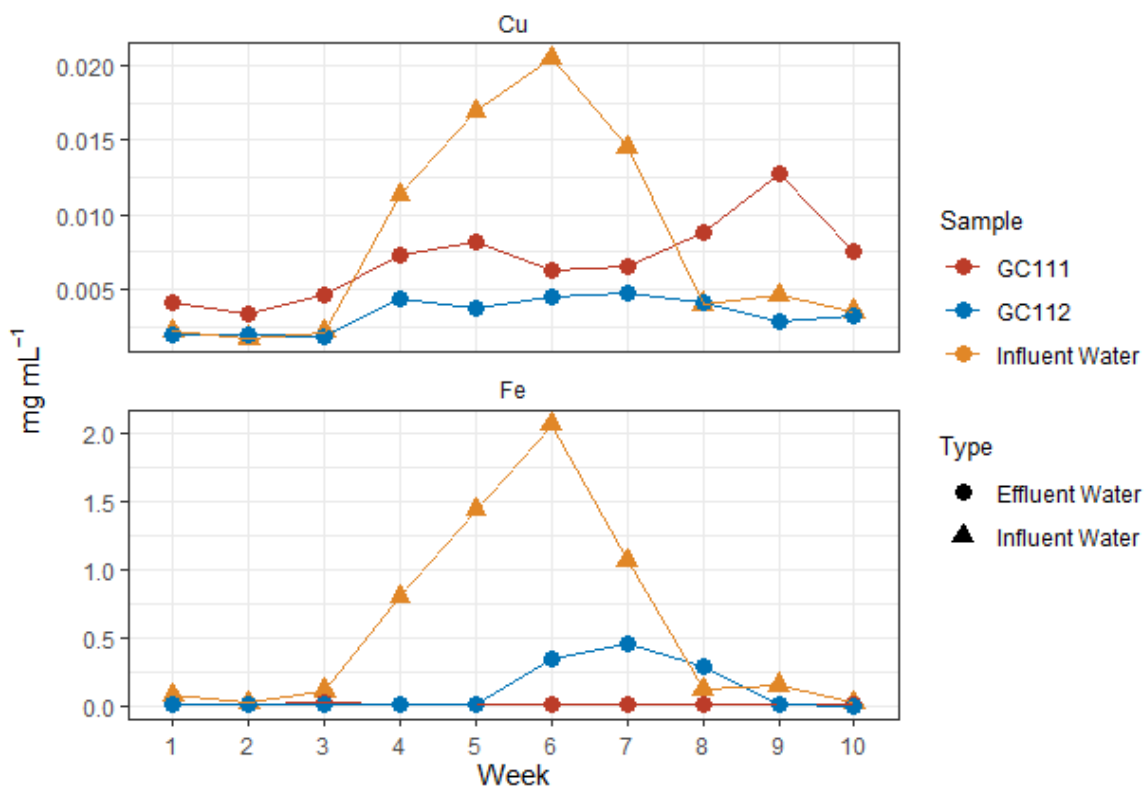 Cu
0.020
0.015
0.010
0.005
mg mL⁻¹
Fe
2.0
1.5
1.0
0.5
0.0
1 2 3 4 5 6 7 8 9 10
Week
Sample
GC111
GC112
Influent Water
Type
Effluent Water
Influent Water